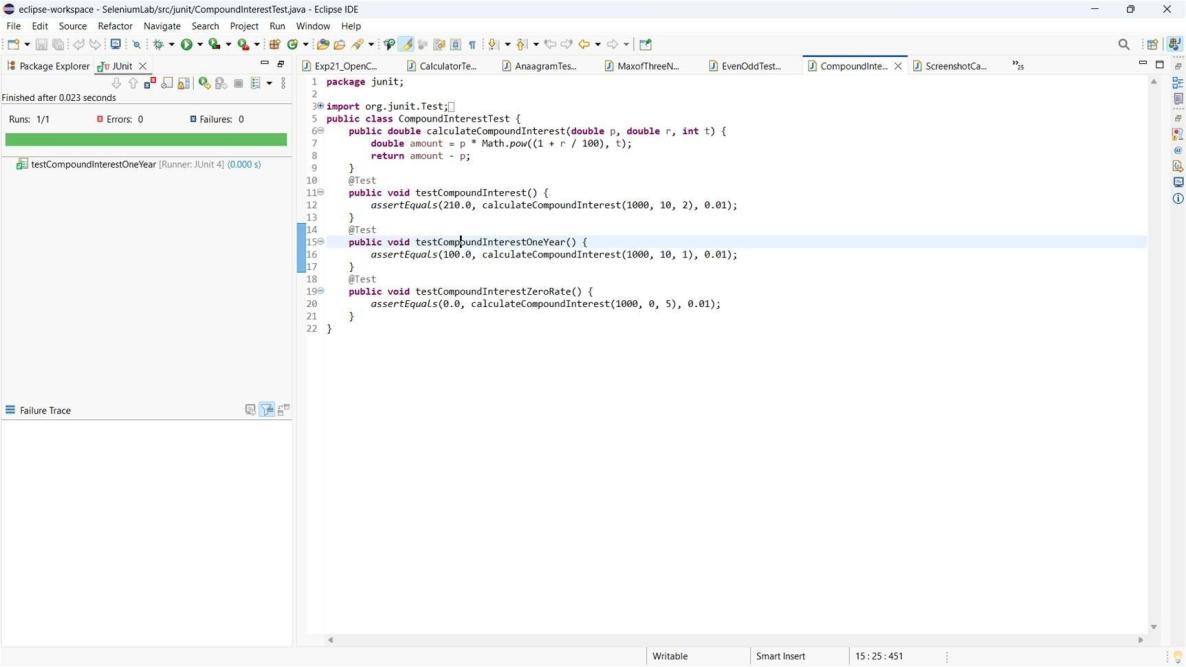 eclipse-workspace - SeleniumLab/src/junit/CompoundInterestTest.java - Eclipse IDE
File Edit Source Refactor Navigate Search Project Run Window Help
Package Explorer JUnit
Exp21_OpenC... CalculatorTe... AnaagramTes... MaxofThreeN... EvenOddTest... CompoundInte... ScreenshotCa... »25
Finished after 0.023 seconds
Runs: 1/1 Errors: 0 Failures: 0
testCompoundInterestOneYear [Runner: JUnit 4] (0.000 s)
Failure Trace
1 package junit;
2
3 import org.junit.Test;
5 public class CompoundInterestTest {
6 public double calculateCompoundInterest(double p, double r, int t) {
7 double amount = p * Math.pow((1 + r / 100), t);
8 return amount - p;
9 }
10 @Test
11 public void testCompoundInterest() {
12 assertEquals(210.0, calculateCompoundInterest(1000, 10, 2), 0.01);
13 }
14 @Test
15 public void testCompoundInterestOneYear() {
16 assertEquals(100.0, calculateCompoundInterest(1000, 10, 1), 0.01);
17 }
18 @Test
19 public void testCompoundInterestZeroRate() {
20 assertEquals(0.0, calculateCompoundInterest(1000, 0, 5), 0.01);
21 }
22 }
Writable Smart Insert 15 : 25 : 451